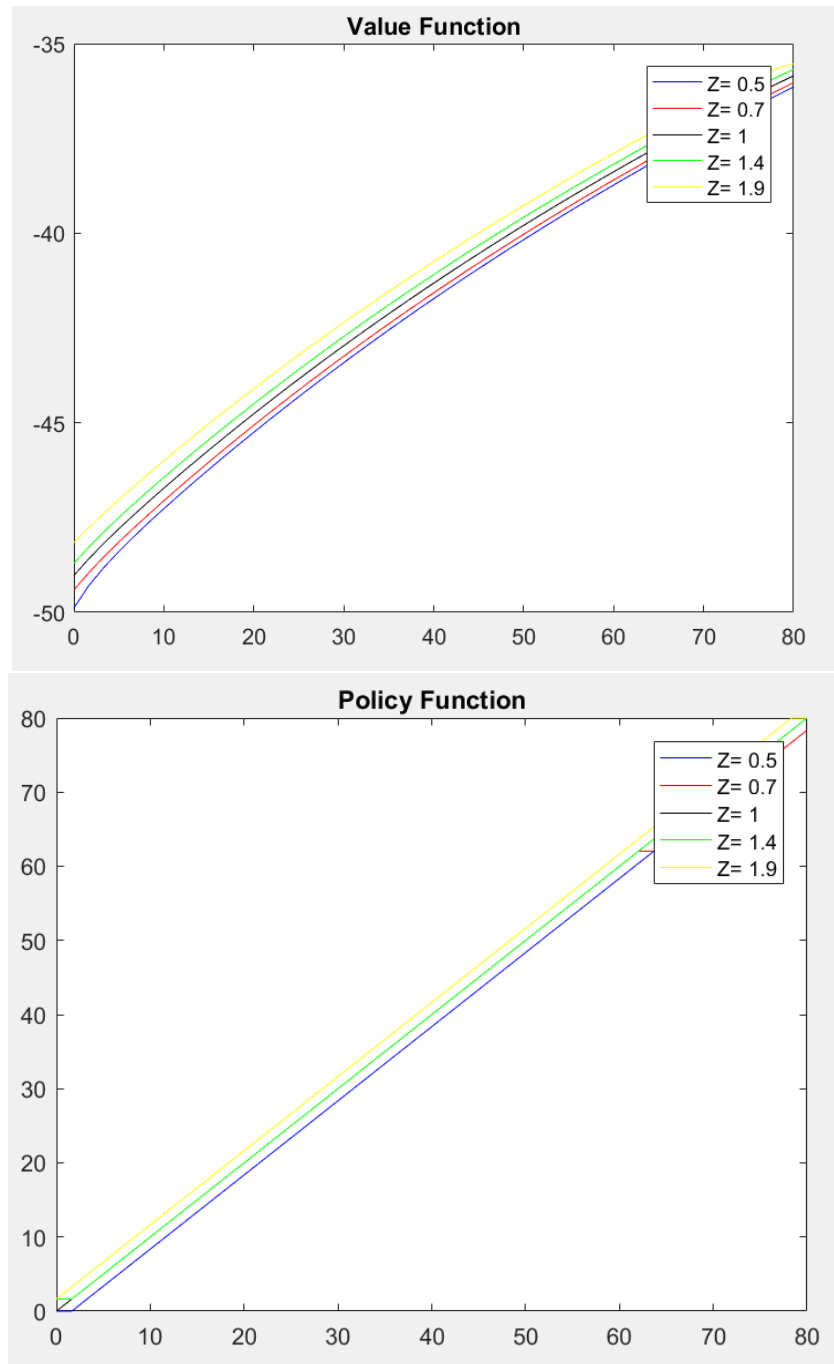 Value Function
-35
-40
-45
-50
0 10 20 30 40 50 60 70 80
Z= 0.5
Z= 0.7
Z= 1
Z= 1.4
Z= 1.9
Policy Function
80
70
60
50
40
30
20
10
0
0 10 20 30 40 50 60 70 80
Z= 0.5
Z= 0.7
Z= 1
Z= 1.4
Z= 1.9